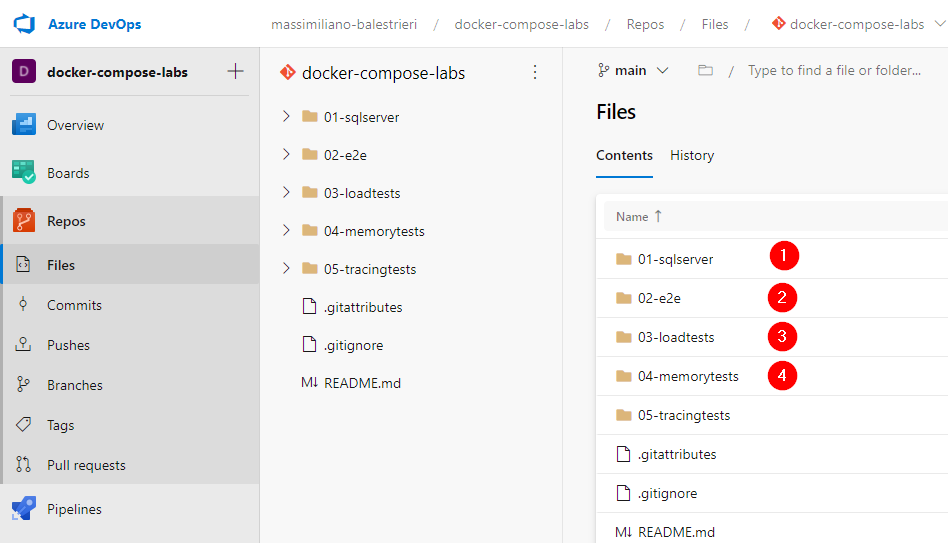 Azure DevOps
massimiliano-balestrieri / docker-compose-labs / Repos / Files / docker-compose-labs
D docker-compose-labs +
Overview
Boards
Repos
Files
Commits
Pushes
Branches
Tags
Pull requests
Pipelines
docker-compose-labs
01-sqlserver
02-e2e
03-loadtests
04-memorytests
05-tracingtests
.gitattributes
.gitignore
M↓ README.md
main / Type to find a file or folder...
Files
Contents History
Name ↑
01-sqlserver 1
02-e2e 2
03-loadtests 3
04-memorytests 4
05-tracingtests
.gitattributes
.gitignore
M↓ README.md